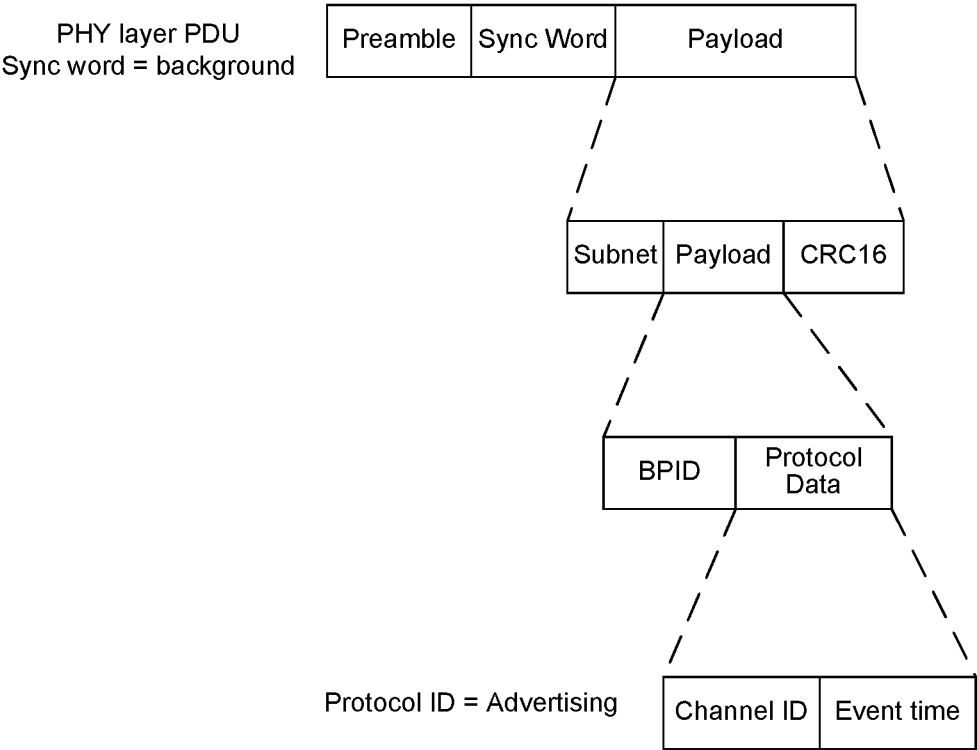 PHY layer PDU
Sync word = background
Preamble
Sync Word
Payload
Subnet
Payload
CRC16
BPID
Protocol
Data
Protocol ID = Advertising
Channel ID
Event time